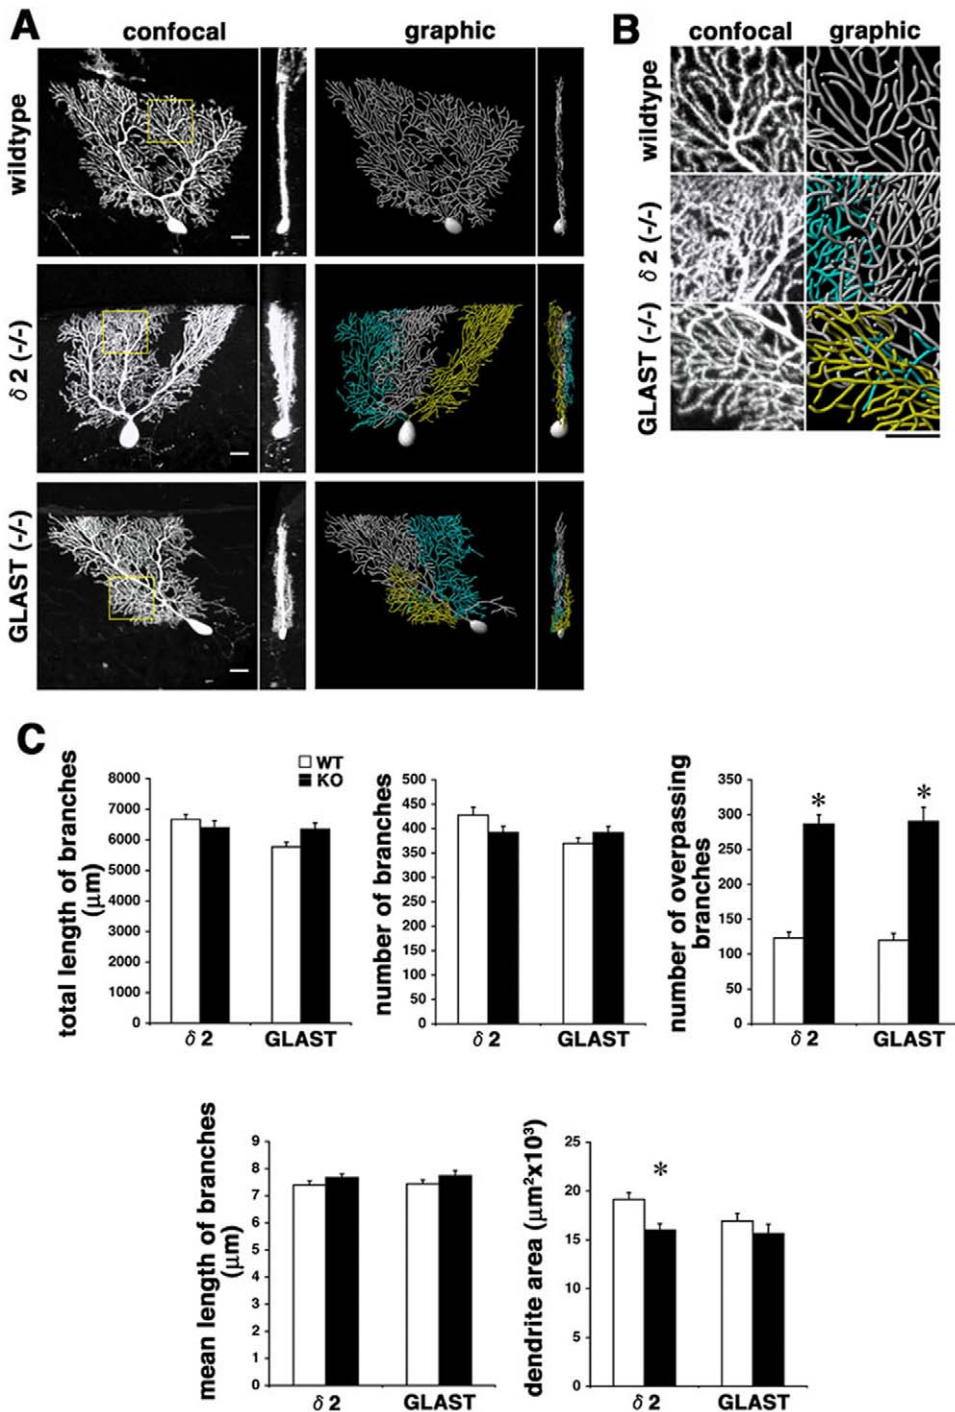 A
confocal
graphic
wildtype
δ 2 (-/-)
GLAST (-/-)
B
confocal
graphic
wildtype
δ 2 (-/-)
GLAST (-/-)
C
WT
KO
total length of branches
(μm)
8000
7000
6000
5000
4000
3000
2000
1000
0
δ 2
GLAST
number of branches
500
450
400
350
300
250
200
150
100
50
0
δ 2
GLAST
number of overpassing
branches
350
300
250
200
150
100
50
0
*
*
δ 2
GLAST
mean length of branches
(μm)
9
8
7
6
5
4
3
2
1
0
δ 2
GLAST
dendrite area (μm²x10³)
25
20
15
10
5
0
*
δ 2
GLAST